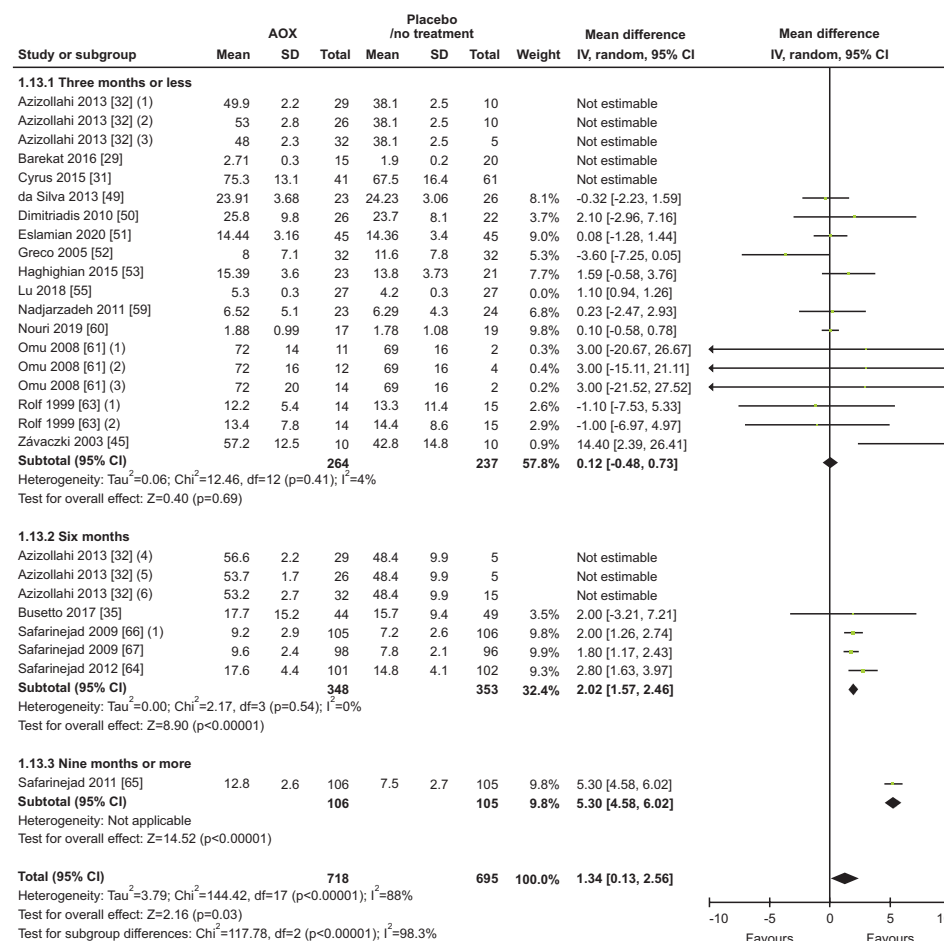 Placebo
AOX /no treatment Mean difference Mean difference
Study or subgroup Mean SD Total Mean SD Total Weight IV, random, 95% CI IV, random, 95% CI
1.13.1 Three months or less
Azizollahi 2013 [32] (1) 49.9 2.2 29 38.1 2.5 10 Not estimable
Azizollahi 2013 [32] (2) 53 2.8 26 38.1 2.5 10 Not estimable
Azizollahi 2013 [32] (3) 48 2.3 32 38.1 2.5 5 Not estimable
Barekat 2016 [29] 2.71 0.3 15 1.9 0.2 20 Not estimable
Cyrus 2015 [31] 75.3 13.1 41 67.5 16.4 61 Not estimable
da Silva 2013 [49] 23.91 3.68 23 24.23 3.06 26 8.1% -0.32 [-2.23, 1.59]
Dimitriadis 2010 [50] 25.8 9.8 26 23.7 8.1 22 3.7% 2.10 [-2.96, 7.16]
Eslamian 2020 [51] 14.44 3.16 45 14.36 3.4 45 9.0% 0.08 [-1.28, 1.44]
Greco 2005 [52] 8 7.1 32 11.6 7.8 32 5.3% -3.60 [-7.25, 0.05]
Haghighian 2015 [53] 15.39 3.6 23 13.8 3.73 21 7.7% 1.59 [-0.58, 3.76]
Lu 2018 [55] 5.3 0.3 27 4.2 0.3 27 0.0% 1.10 [0.94, 1.26]
Nadjarzadeh 2011 [59] 6.52 5.1 23 6.29 4.3 24 6.8% 0.23 [-2.47, 2.93]
Nouri 2019 [60] 1.88 0.99 17 1.78 1.08 19 9.8% 0.10 [-0.58, 0.78]
Omu 2008 [61] (1) 72 14 11 69 16 2 0.3% 3.00 [-20.67, 26.67]
Omu 2008 [61] (2) 72 16 12 69 16 4 0.4% 3.00 [-15.11, 21.11]
Omu 2008 [61] (3) 72 20 14 69 16 2 0.3% 3.00 [-21.52, 27.52]
Rolf 1999 [63] (1) 12.2 5.4 14 13.3 11.4 15 2.6% -1.10 [-7.53, 5.33]
Rolf 1999 [63] (2) 13.4 7.8 14 14.4 8.6 15 2.9% -1.00 [-6.97, 4.97]
Závaczki 2003 [45] 57.2 12.5 10 42.8 14.8 10 0.9% 14.40 [2.39, 26.41]
Subtotal (95% CI) 264 237 57.8% 0.12 [-0.48, 0.73]
Heterogeneity: Tau²=0.06; Chi²=12.46, df=12 (p=0.41); I²=4%
Test for overall effect: Z=0.40 (p=0.69)
1.13.2 Six months
Azizollahi 2013 [32] (4) 56.6 2.2 29 48.4 9.9 5 Not estimable
Azizollahi 2013 [32] (5) 53.7 1.7 26 48.4 9.9 5 Not estimable
Azizollahi 2013 [32] (6) 53.2 2.7 32 48.4 9.9 15 Not estimable
Busetto 2017 [35] 17.7 15.2 44 15.7 9.4 49 3.5% 2.00 [-3.21, 7.21]
Safarinejad 2009 [66] (1) 9.2 2.9 105 7.2 2.6 106 9.8% 2.00 [1.26, 2.74]
Safarinejad 2009 [67] 9.6 2.4 98 7.8 2.1 96 9.8% 1.80 [1.17, 2.43]
Safarinejad 2012 [64] 17.6 4.4 101 14.8 4.1 102 9.3% 2.80 [1.63, 3.97]
Subtotal (95% CI) 348 353 32.4% 2.02 [1.57, 2.46]
Heterogeneity: Tau²=0.00; Chi²=2.17, df=3 (p=0.54); I²=0%
Test for overall effect: Z=8.90 (p<0.00001)
1.13.3 Nine months or more
Safarinejad 2011 [65] 12.8 2.6 106 7.5 2.7 105 9.8% 5.30 [4.58, 6.02]
Subtotal (95% CI) 106 105 9.8% 5.30 [4.58, 6.02]
Heterogeneity: Not applicable
Test for overall effect: Z=14.52 (p<0.00001)
Total (95% CI) 718 695 100.0% 1.34 [0.13, 2.56]
Heterogeneity: Tau²=3.79; Chi²=144.42, df=17 (p<0.00001); I²=88%
Test for overall effect: Z=2.16 (p=0.03)
Test for subgroup differences: Chi²=117.78, df=2 (p<0.00001); I²=98.3%
-10 -5 0 5
Favours Favours